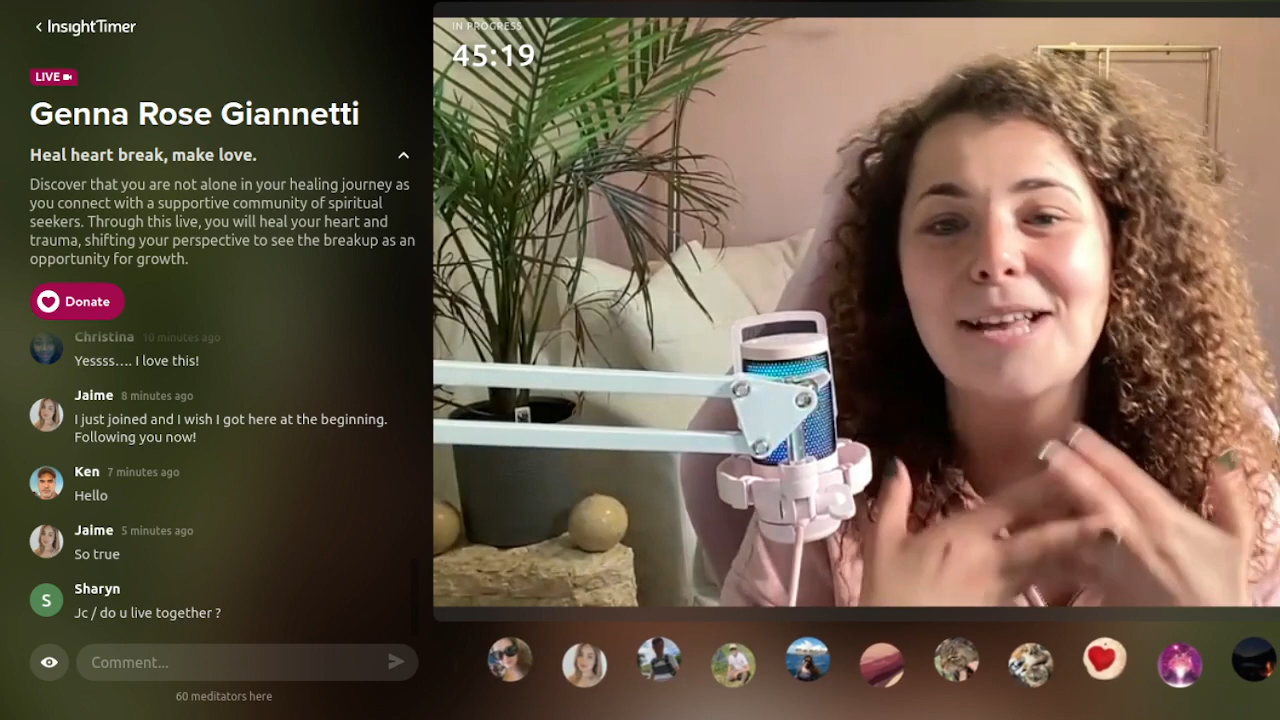 InsightTimer
LIVE
Genna Rose Giannetti
Heal heart break, make love.
Discover that you are not alone in your healing journey as
you connect with a supportive community of spiritual
seekers. Through this live, you will heal your heart and
trauma, shifting your perspective to see the breakup as an
opportunity for growth.
Donate
Christina 10 minutes ago
Yessss.... I love this!
Jaime 8 minutes ago
I just joined and I wish I got here at the beginning.
Following you now!
Ken 7 minutes ago
Hello
Jaime 5 minutes ago
So true
S
Sharyn
Jc / do u live together ?
Comment...
60 meditators here
IN PROGRESS
45:19